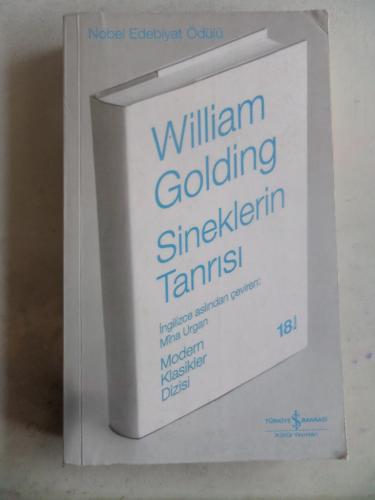 Nobel Edebiyat Ödülü
William
Golding
Sineklerin
Tanrısı
İngilizce aslından çeviren:
Mîna Urgan
Modern
Klasikler
Dizisi
18.
TÜRKİYE İŞ BANKASI
Kültür Yayınları